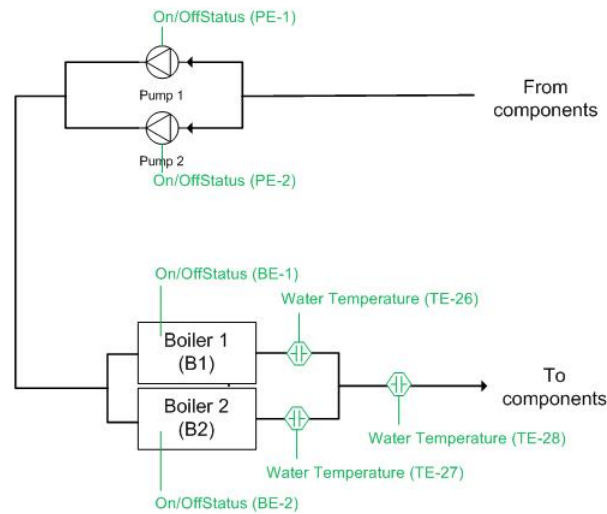 On/OffStatus (PE-1)
Pump 1
From
components
Pump 2
On/OffStatus (PE-2)
On/OffStatus (BE-1)
Water Temperature (TE-26)
Boiler 1
(B1)
To
components
Boiler 2
(B2)
Water Temperature (TE-28)
Water Temperature (TE-27)
On/OffStatus (BE-2)